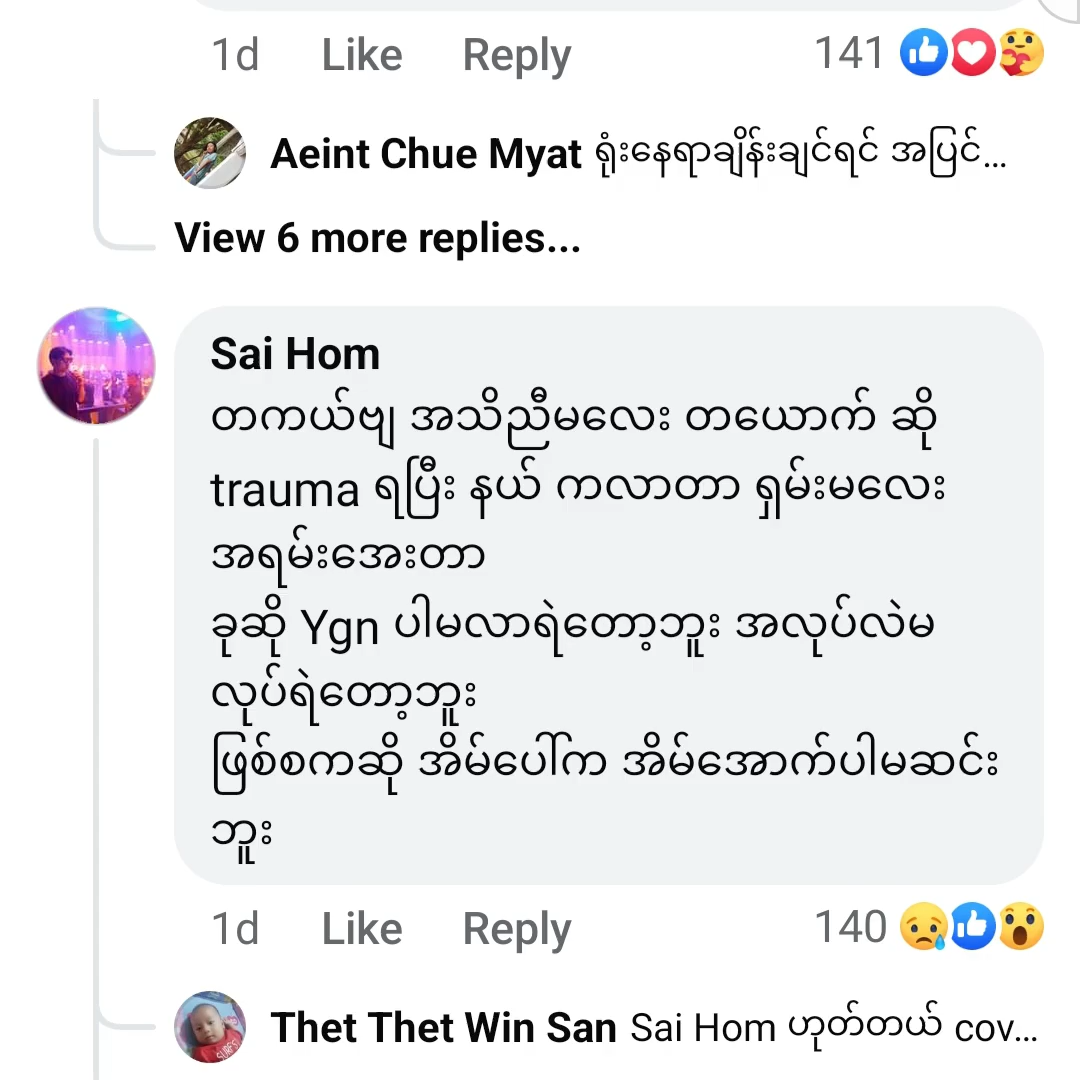 1d Like Reply 141
Aeint Chue Myat ရုံးနေရာချိန်းချင်ရင် အပြင်...
View 6 more replies...
Sai Hom
တကယ်ဗျ အသိညီမလေး တယောက် ဆို
trauma ရပြီး နယ် ကလာတာ ရှမ်းမလေး
အရမ်းအေးတာ
ခုဆို Ygn ပါမလာရဲတော့ဘူး အလုပ်လဲမ
လုပ်ရဲတော့ဘူး
ဖြစ်စကဆို အိမ်ပေါ်က အိမ်အောက်ပါမဆင်း
ဘူး
1d Like Reply 140
Thet Thet Win San Sai Hom ဟုတ်တယ် cov...